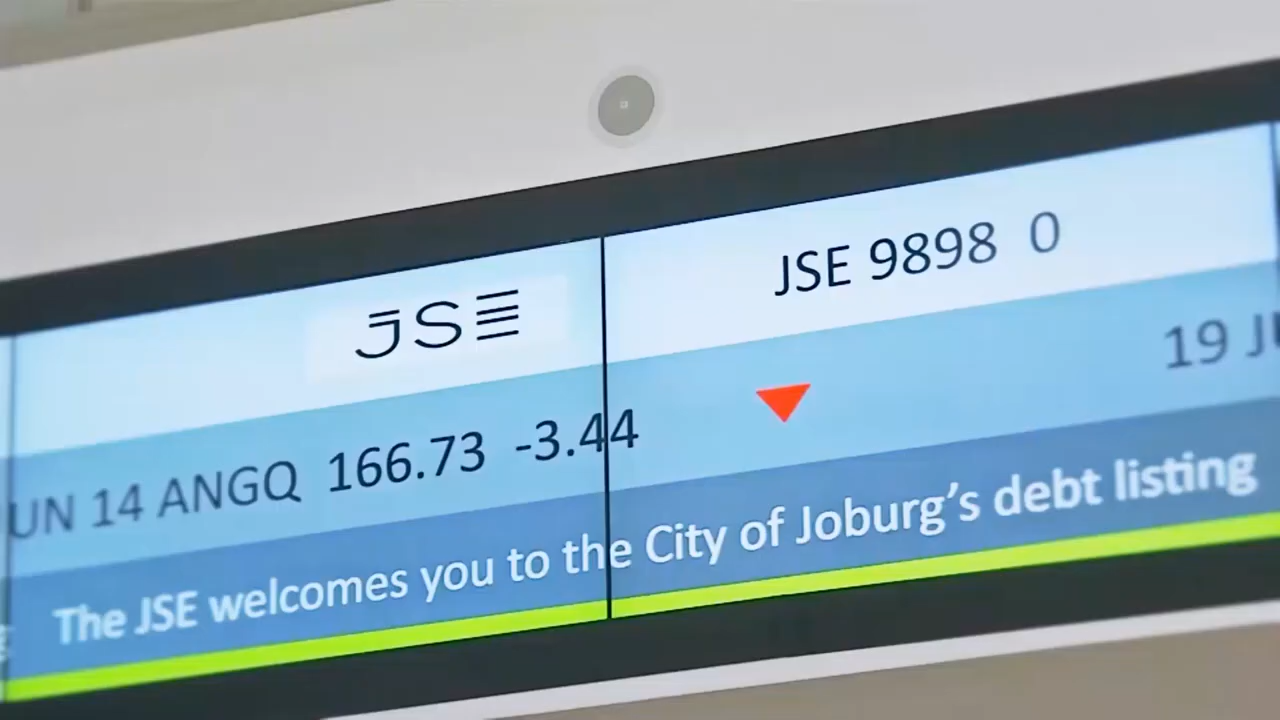 JSE JSE 9898 0
UN 14 ANGQ 166.73 -3.44 19
The JSE welcomes you to the City of Joburg's debt listing